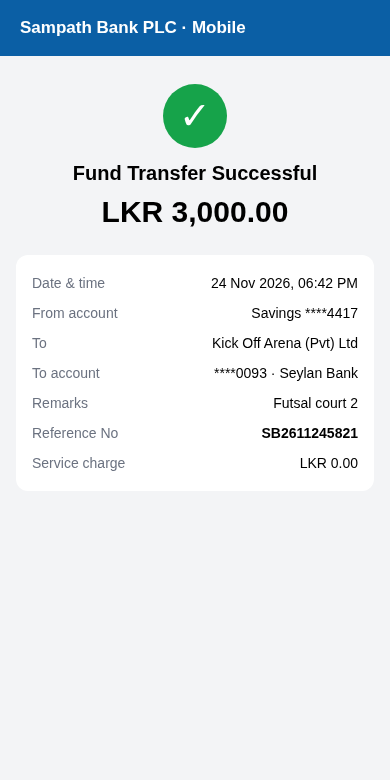 Sampath Bank PLC · Mobile
✓
Fund Transfer Successful
LKR 3,000.00
Date & time 24 Nov 2026, 06:42 PM
From account Savings ****4417
To Kick Off Arena (Pvt) Ltd
To account ****0093 · Seylan Bank
Remarks Futsal court 2
Reference No SB2611245821
Service charge LKR 0.00